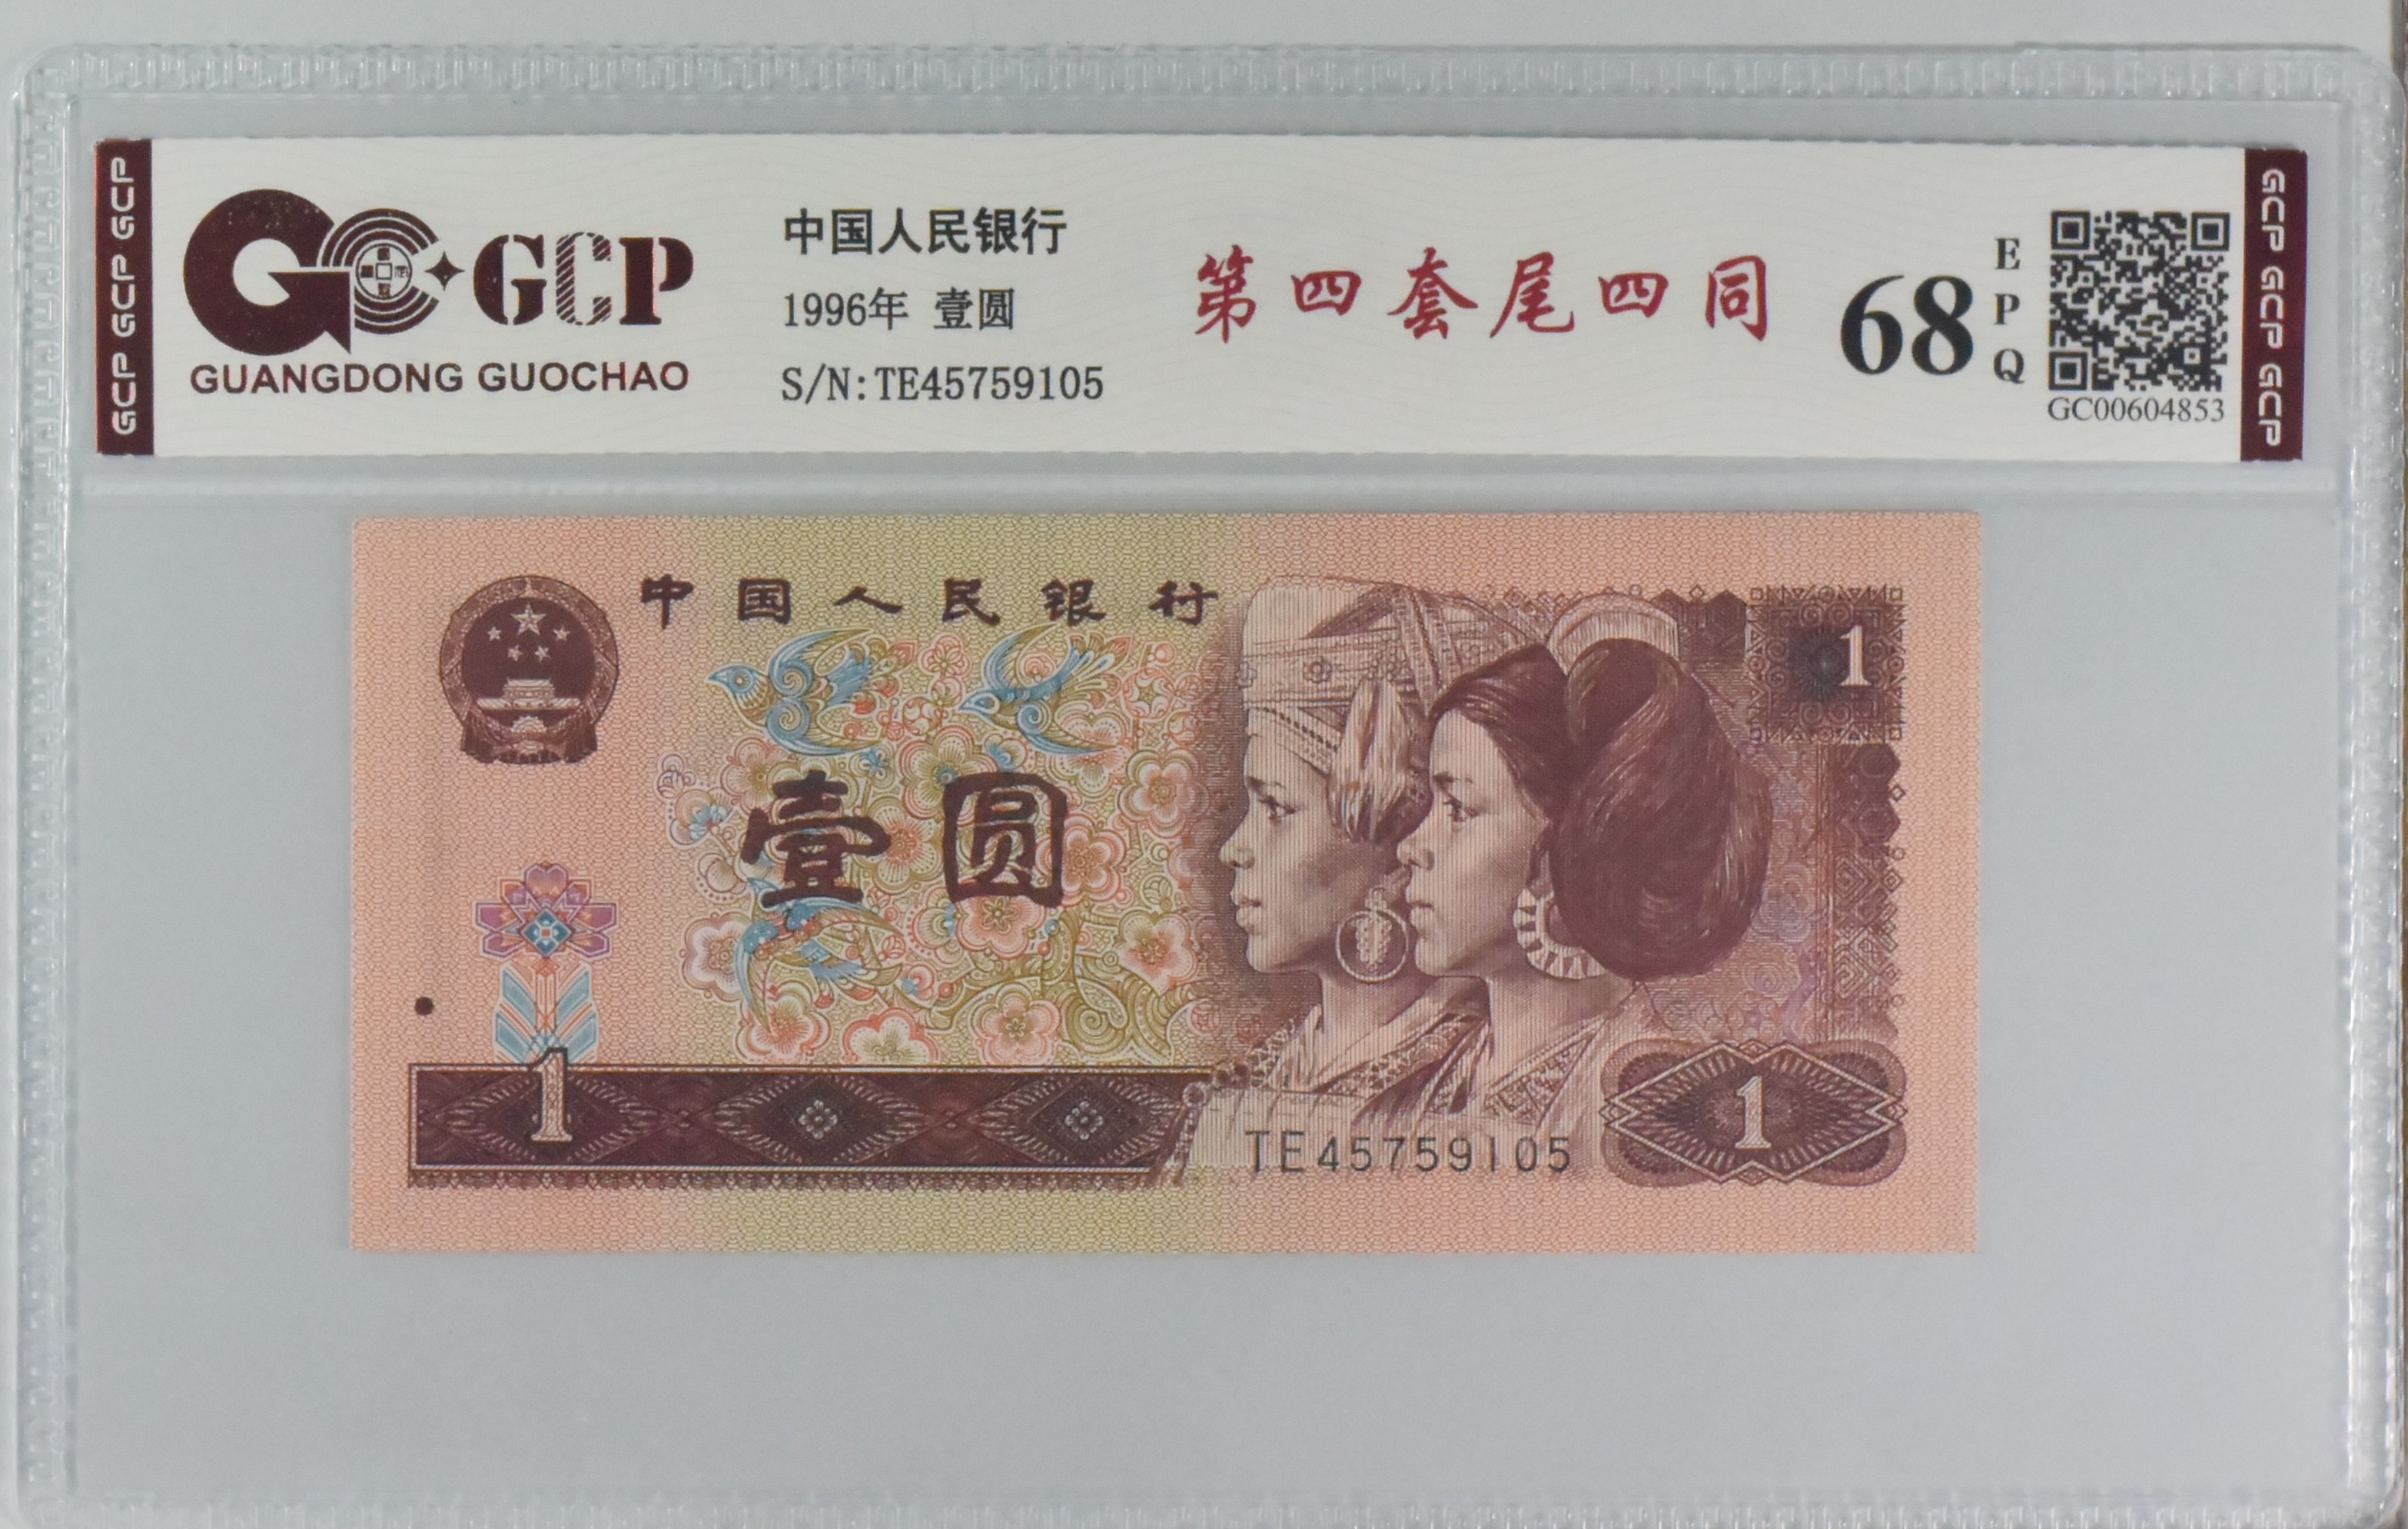 GCP GCP GCP
GCP
GUANGDONG GUOCHAO
中国人民银行
1996年 壹圆
S/N:TE45759105
第四套尾四同
68
EPQ
GC00604853
GCP GCP GCP
中国人民银行
1
壹圆
1
1
TE45759105